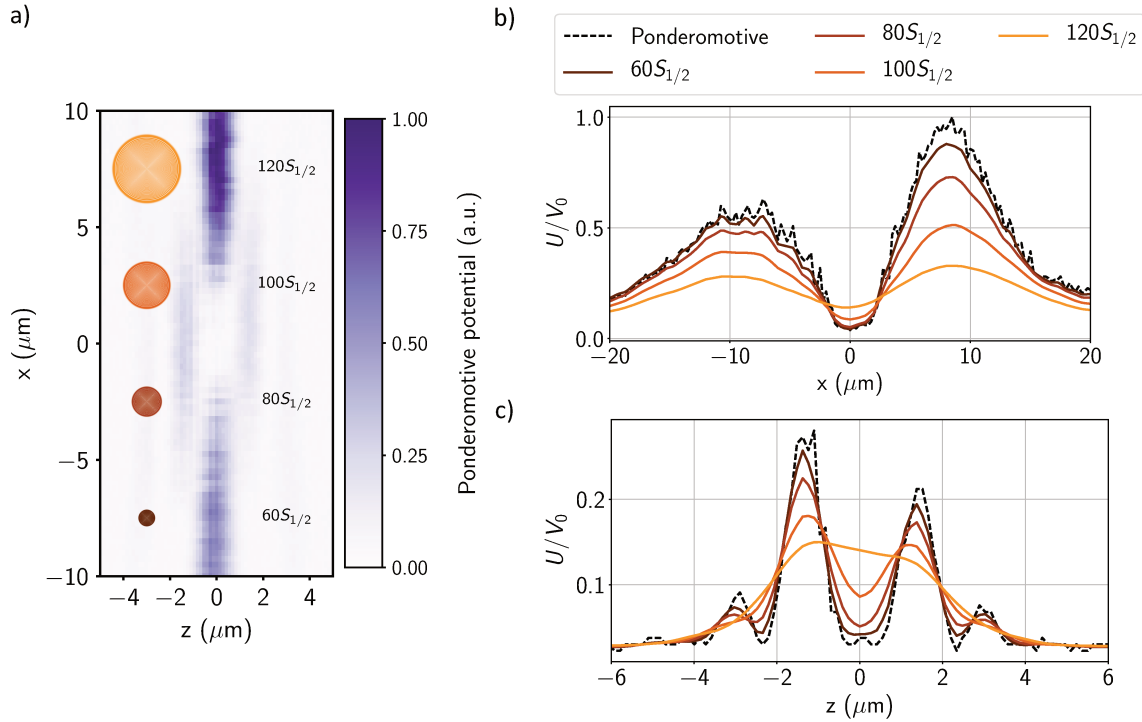 a)
10
5
0
−5
−10
x (μm)
−4 −2 0 2 4
z (μm)
120S1/2
100S1/2
80S1/2
60S1/2
1.00
0.75
0.50
0.25
0.00
Ponderomotive potential (a.u.)
b)
Ponderomotive
60S1/2
80S1/2
100S1/2
120S1/2
1.0
0.5
0.0
U/V0
−20 −10 0 10 20
x (μm)
c)
0.2
0.1
U/V0
−6 −4 −2 0 2 4 6
z (μm)